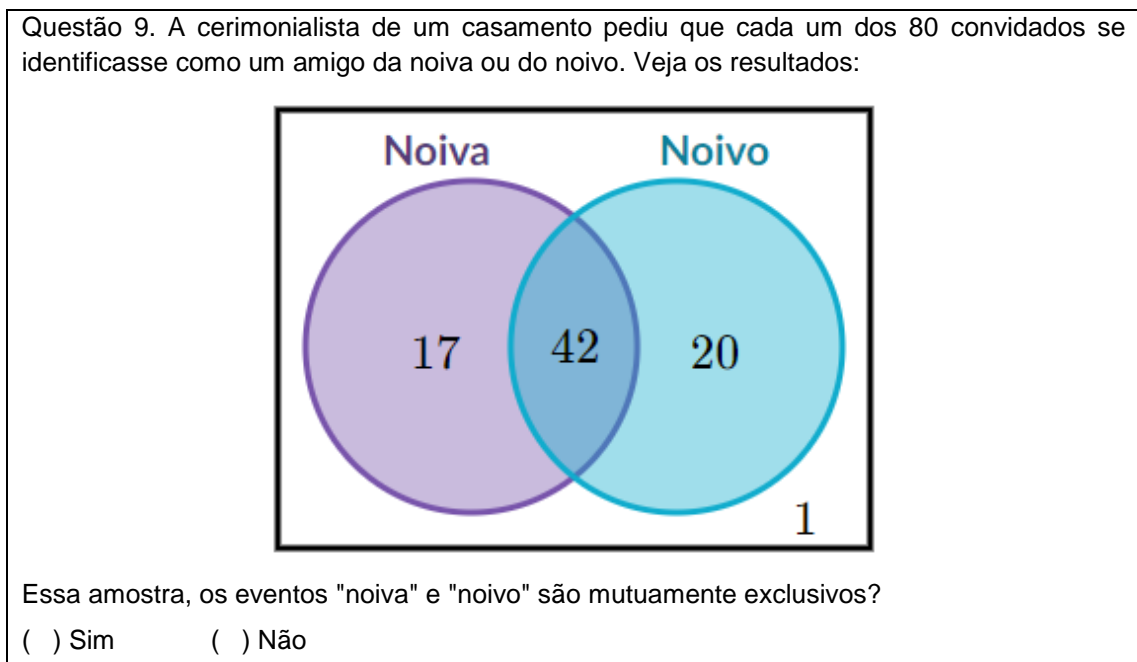 Questão 9. A cerimonialista de um casamento pediu que cada um dos 80 convidados se
identificasse como um amigo da noiva ou do noivo. Veja os resultados:
Noiva Noivo
17 42 20
1
Essa amostra, os eventos "noiva" e "noivo" são mutuamente exclusivos?
( ) Sim ( ) Não